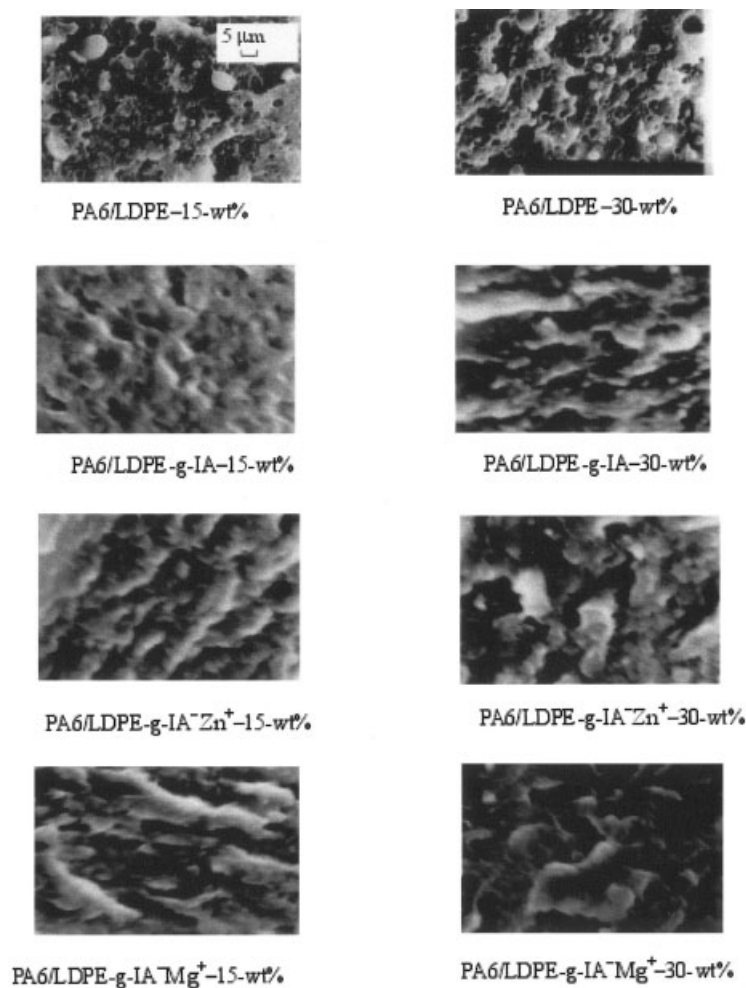 5 μm
PA6/LDPE–15-wt%
PA6/LDPE–30-wt%
PA6/LDPE-g-IA–15-wt%
PA6/LDPE-g-IA–30-wt%
PA6/LDPE-g-IA⁻Zn⁺–15-wt%
PA6/LDPE-g-IA⁻Zn⁺–30-wt%
PA6/LDPE-g-IA⁻Mg⁺–15-wt%
PA6/LDPE-g-IA⁻Mg⁺–30-wt%